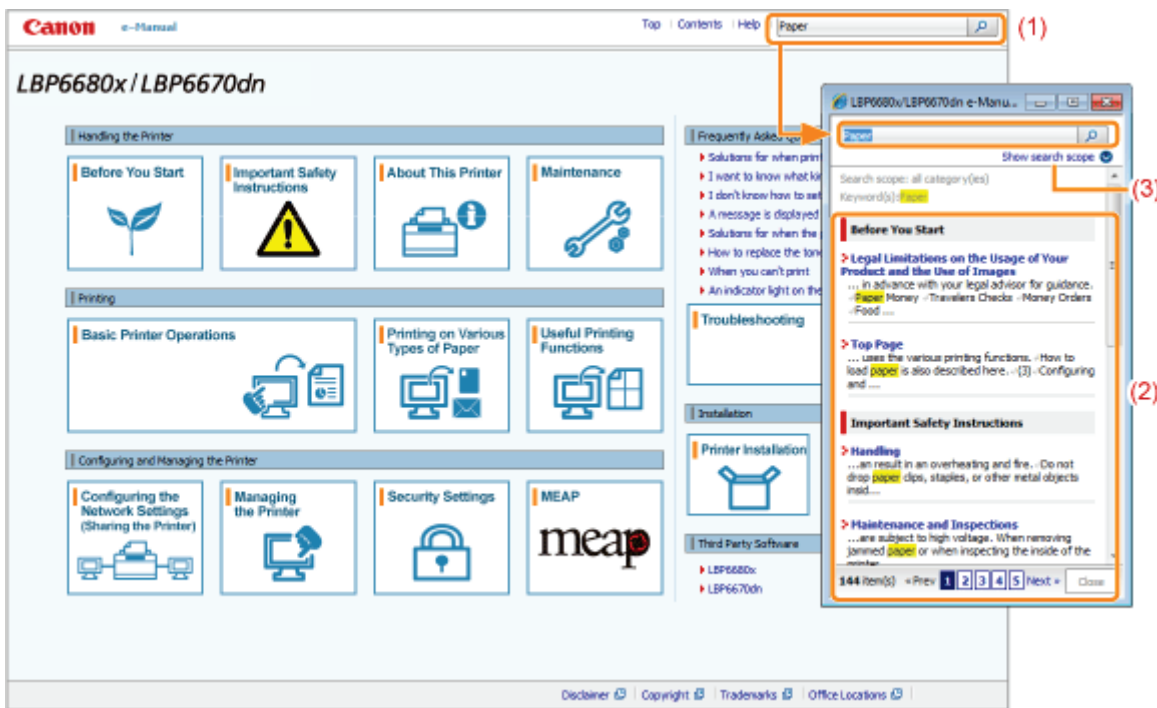 Canon e-Manual
Top Contents Help Paper
(1)
LBP6680x/LBP6670dn
Handling the Printer
Before You Start
Important Safety
Instructions
About This Printer
Maintenance
Printing
Basic Printer Operations
Printing on Various
Types of Paper
Useful Printing
Functions
Configuring and Managing the Printer
Configuring the
Network Settings
(Sharing the Printer)
Managing
the Printer
Security Settings
MEAP
meap
Frequently Asked Qu
Solutions for when print
I want to know what kin
I don't know how to set
A message is displayed
Solutions for when the
How to replace the tone
When you can't print
An indicator light on the
Troubleshooting
Installation
Printer Installation
Third Party Software
LBP6680x
LBP6670dn
LBP6680x/LBP6670dn e-Manu...
Paper
Show search scope
(3)
Search scope: all category(ies)
Keyword(s):Paper
Before You Start
Legal Limitations on the Usage of Your
Product and the Use of Images
... in advance with your legal advisor for guidance.
-Paper Money -Travelers Checks -Money Orders
-Food ....
Top Page
... uses the various printing functions. -How to
load paper is also described here. -(3) -Configuring
and ....
(2)
Important Safety Instructions
Handling
...an result in an overheating and fire. -Do not
drop paper clips, staples, or other metal objects
insid....
Maintenance and Inspections
...are subject to high voltage. When removing
jammed paper or when inspecting the inside of the
printer
144 item(s) «Prev 1 2 3 4 5 Next » Close
Disclaimer Copyright Trademarks Office Locations